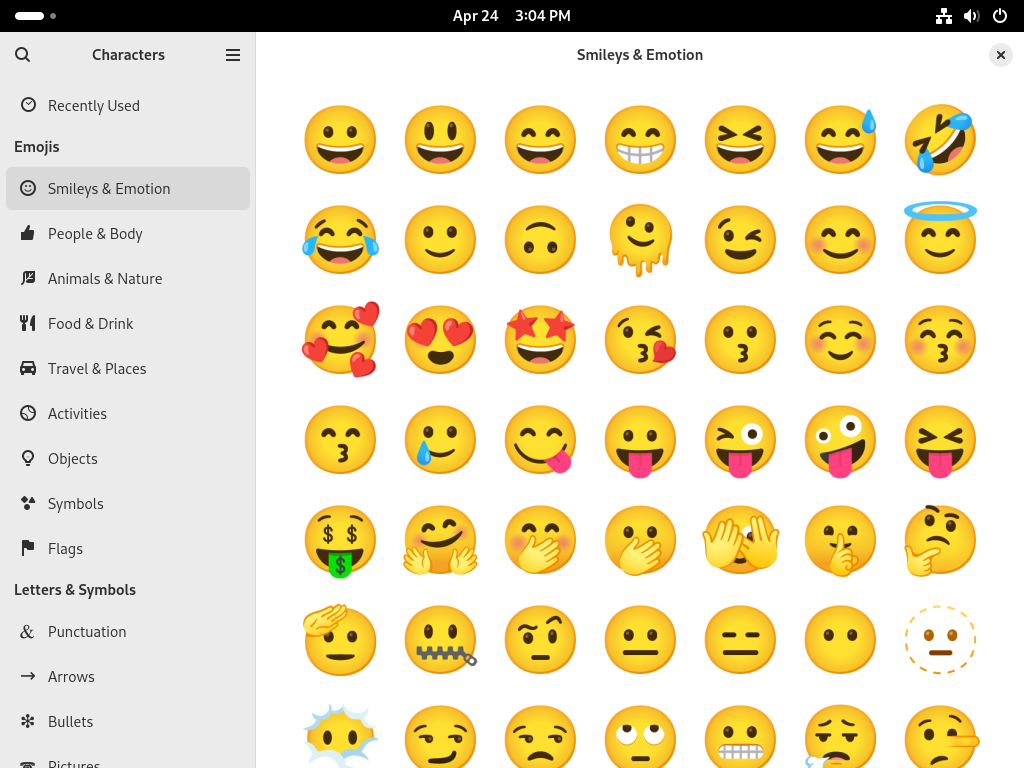 Apr 24 3:04 PM
Characters
Smileys & Emotion
Recently Used
Emojis
Smileys & Emotion
People & Body
Animals & Nature
Food & Drink
Travel & Places
Activities
Objects
Symbols
Flags
Letters & Symbols
& Punctuation
Arrows
Bullets
Pictures